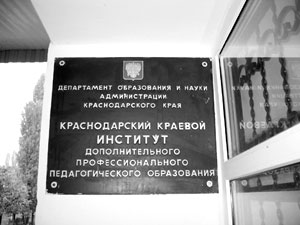 ДЕПАРТАМЕНТ ОБРАЗОВАНИЯ И НАУКИ
АДМИНИСТРАЦИИ
КРАСНОДАРСКОГО КРАЯ
КРАСНОДАРСКИЙ КРАЕВОЙ
ИНСТИТУТ
ДОПОЛНИТЕЛЬНОГО
ПРОФЕССИОНАЛЬНОГО
ПЕДАГОГИЧЕСКОГО ОБРАЗОВАНИЯ